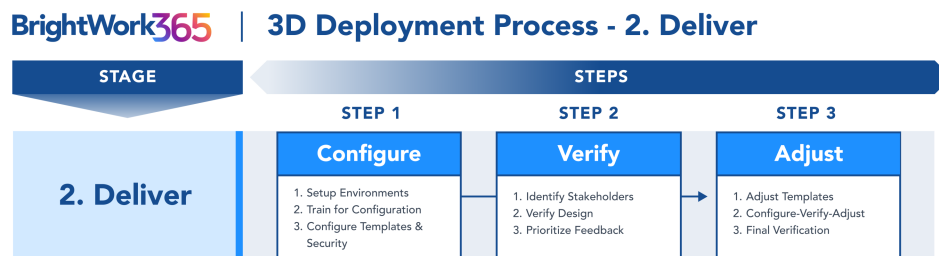 BrightWork365 | 3D Deployment Process - 2. Deliver
STAGE
STEPS
STEP 1
STEP 2
STEP 3
2. Deliver
Configure
1. Setup Environments
2. Train for Configuration
3. Configure Templates &
Security
Verify
1. Identify Stakeholders
2. Verify Design
3. Prioritize Feedback
Adjust
1. Adjust Templates
2. Configure-Verify-Adjust
3. Final Verification